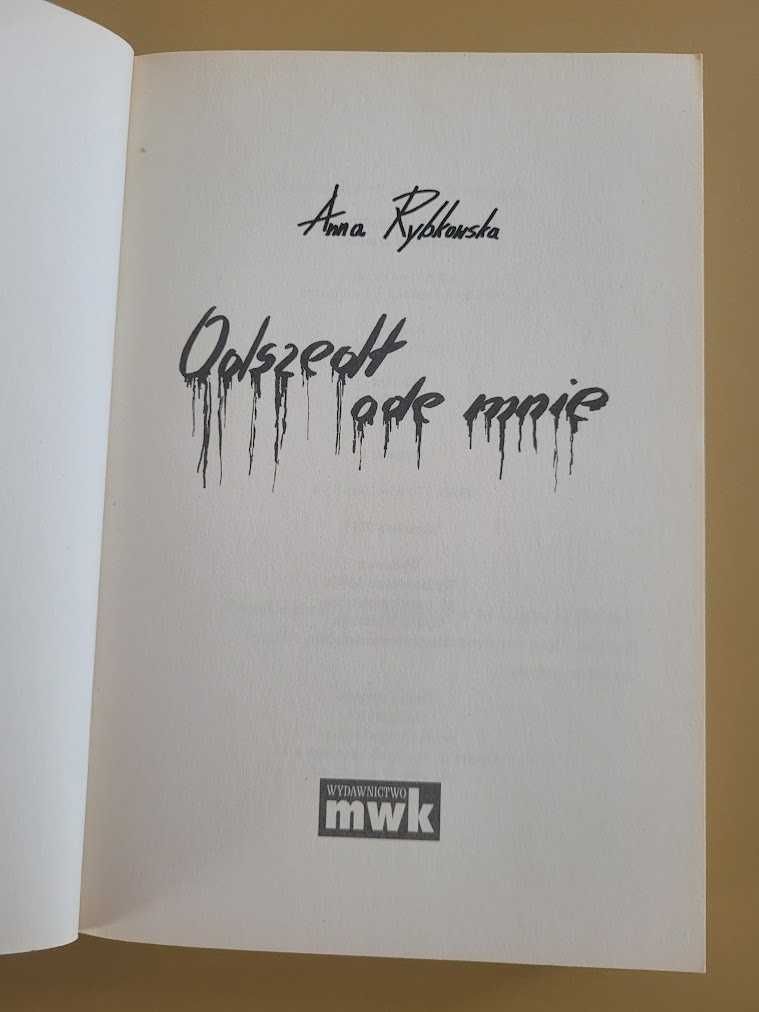 Anna Rybkowska
Odszedł
ode mnie
WYDAWNICTWO
mwk